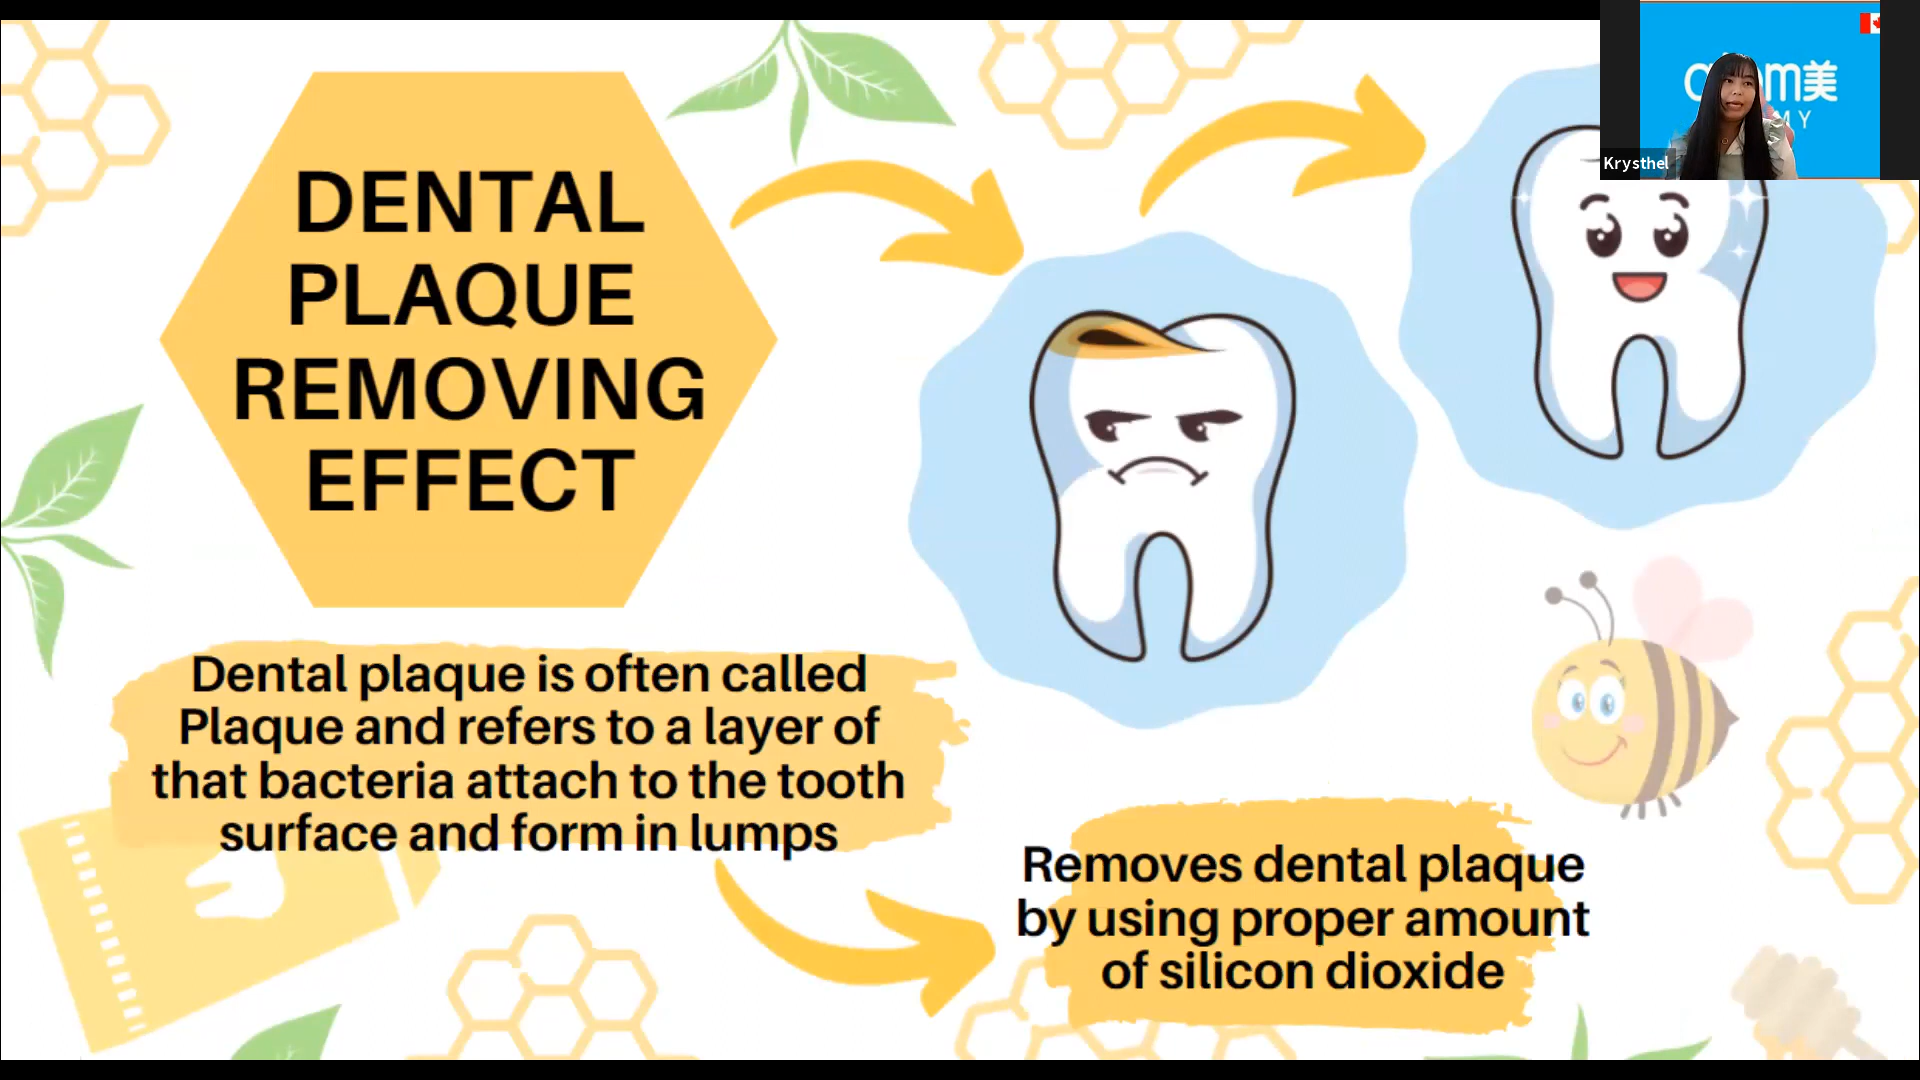 DENTAL
PLAQUE
REMOVING
EFFECT
Dental plaque is often called
Plaque and refers to a layer of
that bacteria attach to the tooth
surface and form in lumps
Removes dental plaque
by using proper amount
of silicon dioxide
Krysthel